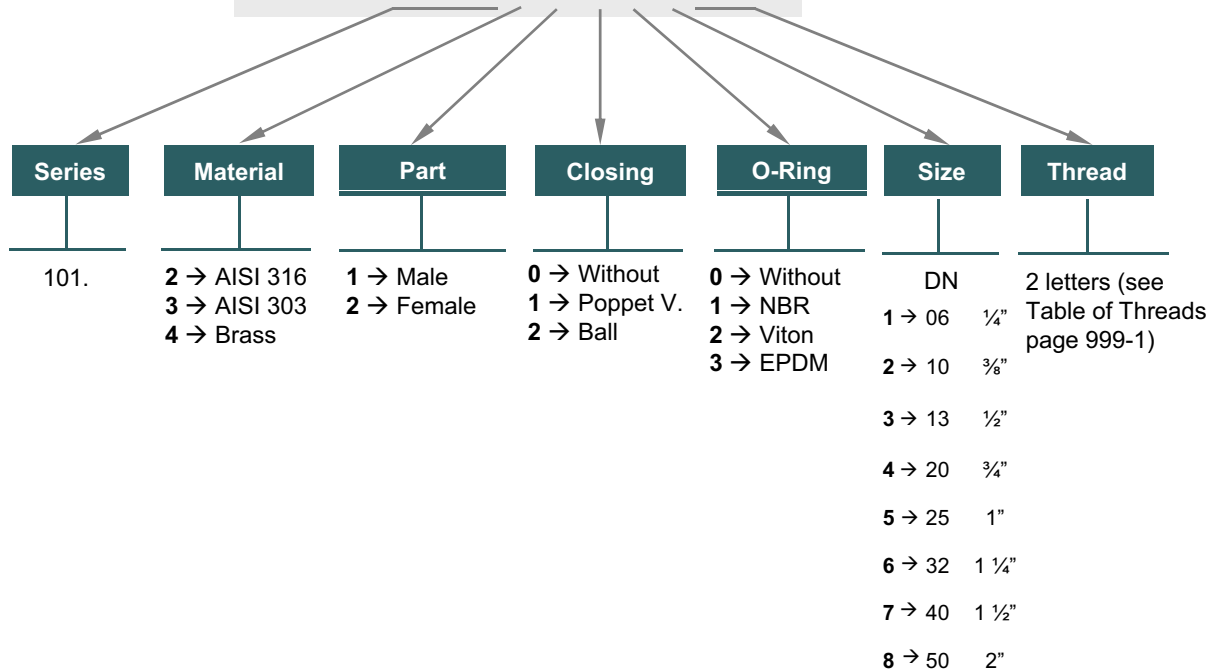 Series
Material
Part
Closing
O-Ring
Size
Thread
101.
2 → AISI 316
3 → AISI 303
4 → Brass
1 → Male
2 → Female
0 → Without
1 → Poppet V.
2 → Ball
0 → Without
1 → NBR
2 → Viton
3 → EPDM
DN
1 → 06 ¼”
2 → 10 ⅜”
3 → 13 ½”
4 → 20 ¾”
5 → 25 1”
6 → 32 1 ¼”
7 → 40 1 ½”
8 → 50 2”
2 letters (see
Table of Threads
page 999-1)